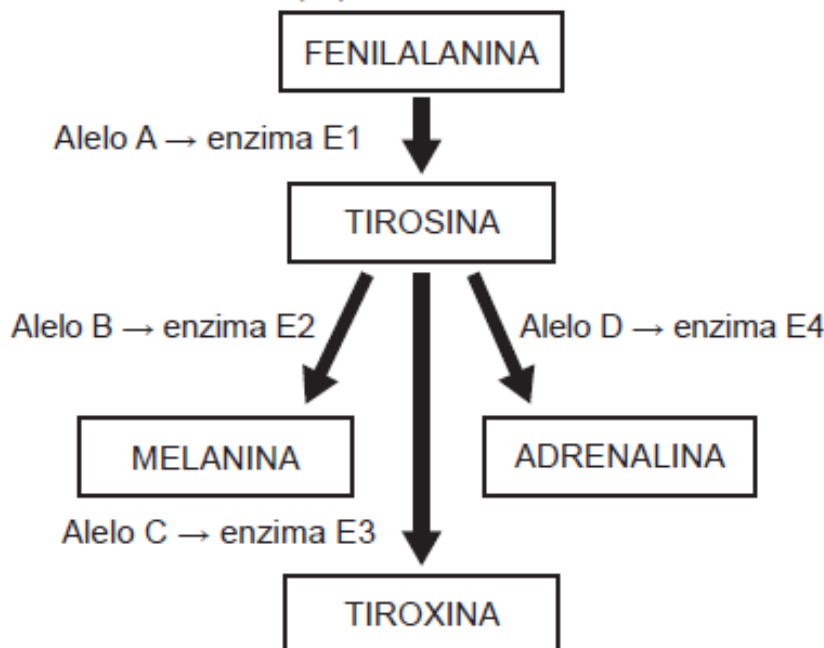 FENILALANINA
Alelo A → enzima E1
TIROSINA
Alelo B → enzima E2
Alelo D → enzima E4
MELANINA
ADRENALINA
Alelo C → enzima E3
TIROXINA